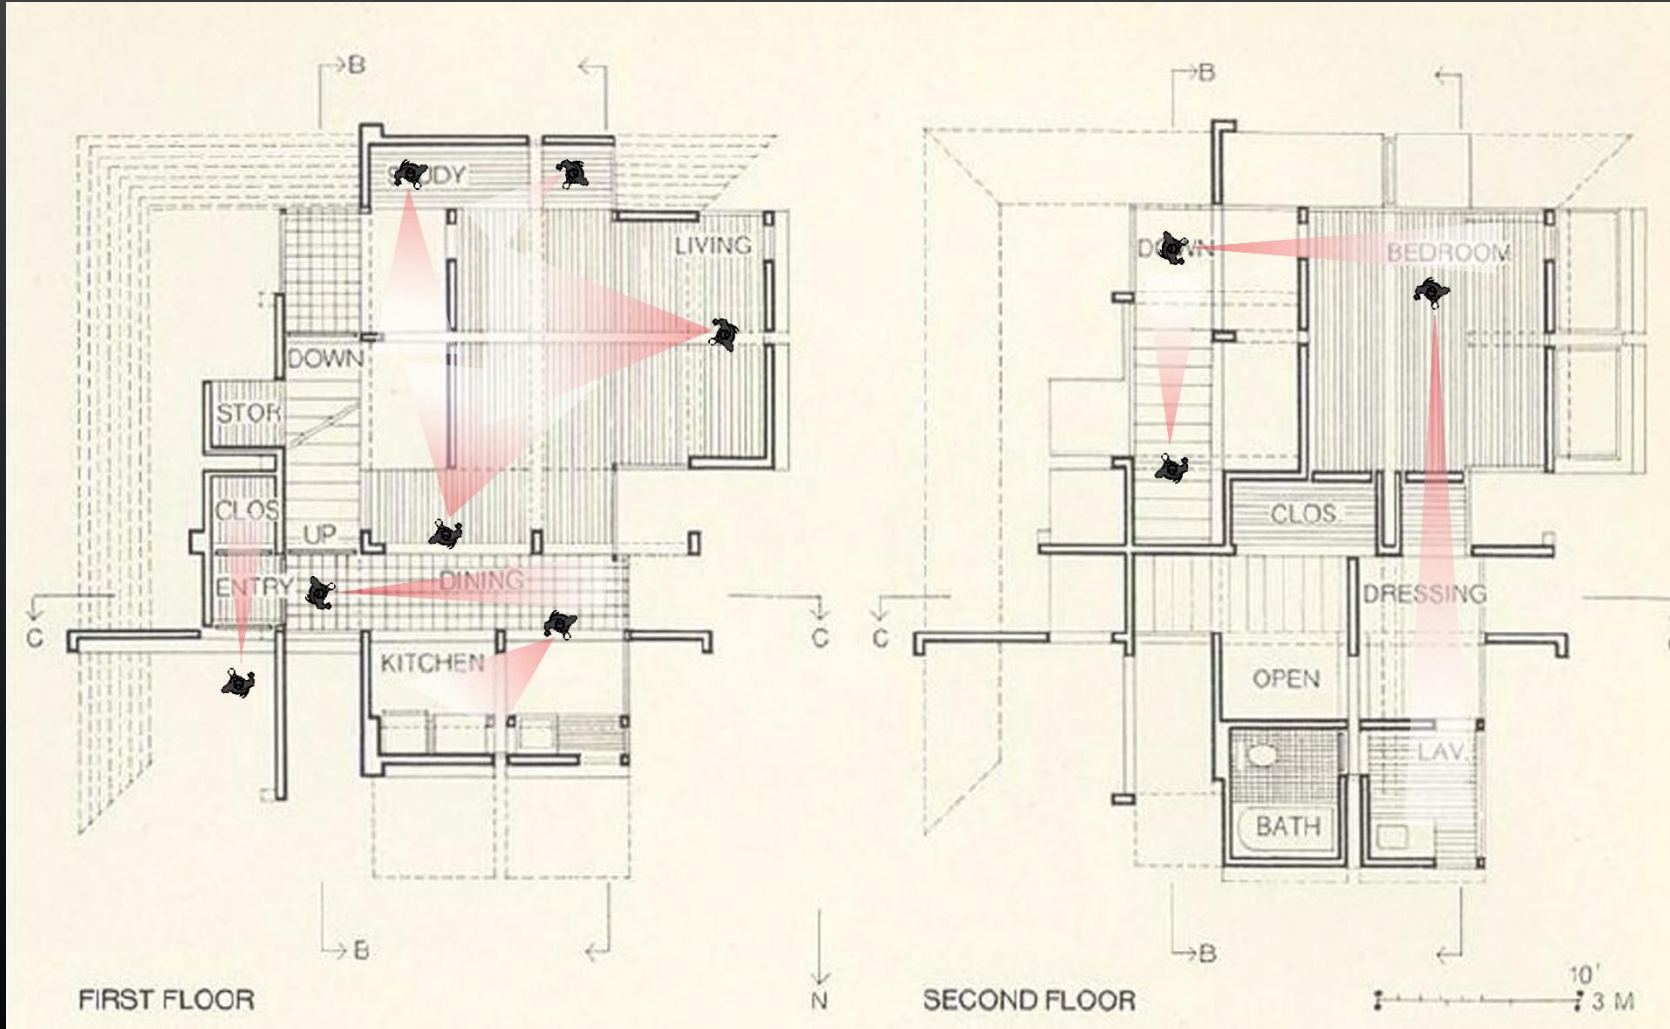 B
B
STUDY
LIVING
DOWN
BEDROOM
DOWN
STOR
CLOS
CLOS
UP
ENTRY
DINING
DRESSING
C
C
C
KITCHEN
OPEN
LAV.
BATH
B
B
10'
FIRST FLOOR
N
SECOND FLOOR
3 M